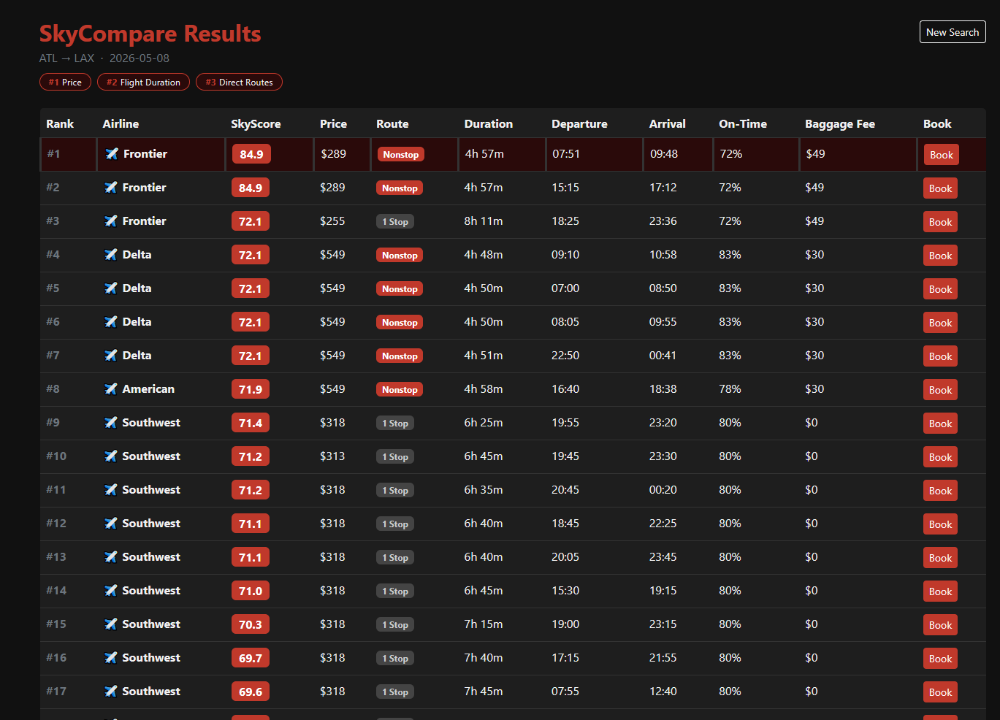 SkyCompare Results
New Search
ATL → LAX · 2026-05-08
#1 Price #2 Flight Duration #3 Direct Routes
Rank Airline SkyScore Price Route Duration Departure Arrival On-Time Baggage Fee Book
#1 Frontier 84.9 $289 Nonstop 4h 57m 07:51 09:48 72% $49 Book
#2 Frontier 84.9 $289 Nonstop 4h 57m 15:15 17:12 72% $49 Book
#3 Frontier 72.1 $255 1 Stop 8h 11m 18:25 23:36 72% $49 Book
#4 Delta 72.1 $549 Nonstop 4h 48m 09:10 10:58 83% $30 Book
#5 Delta 72.1 $549 Nonstop 4h 50m 07:00 08:50 83% $30 Book
#6 Delta 72.1 $549 Nonstop 4h 50m 08:05 09:55 83% $30 Book
#7 Delta 72.1 $549 Nonstop 4h 51m 22:50 00:41 83% $30 Book
#8 American 71.9 $549 Nonstop 4h 58m 16:40 18:38 78% $30 Book
#9 Southwest 71.4 $318 1 Stop 6h 25m 19:55 23:20 80% $0 Book
#10 Southwest 71.2 $313 1 Stop 6h 45m 19:45 23:30 80% $0 Book
#11 Southwest 71.2 $318 1 Stop 6h 35m 20:45 00:20 80% $0 Book
#12 Southwest 71.1 $318 1 Stop 6h 40m 18:45 22:25 80% $0 Book
#13 Southwest 71.1 $318 1 Stop 6h 40m 20:05 23:45 80% $0 Book
#14 Southwest 71.0 $318 1 Stop 6h 45m 15:30 19:15 80% $0 Book
#15 Southwest 70.3 $318 1 Stop 7h 15m 19:00 23:15 80% $0 Book
#16 Southwest 69.7 $318 1 Stop 7h 40m 17:15 21:55 80% $0 Book
#17 Southwest 69.6 $318 1 Stop 7h 45m 07:55 12:40 80% $0 Book